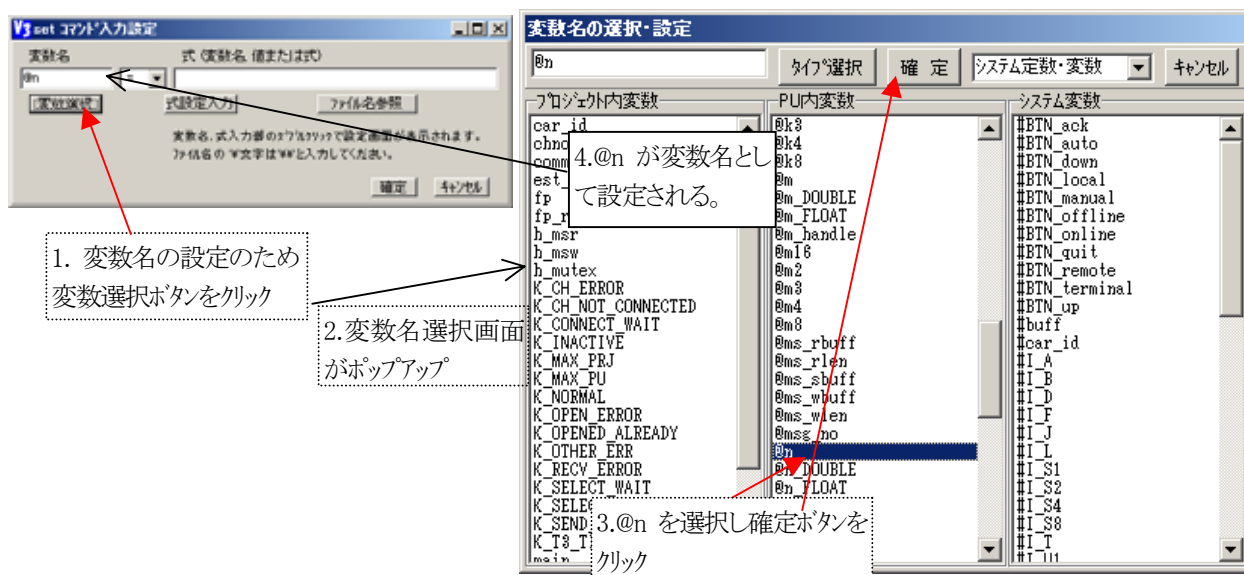 V3 set コマンド入力設定
変数名
式（変数名、値または式）
@n
=
変数選択
式設定入力
ファイル名参照
変数名、式入力部のダブルクリックで設定画面が表示されます。
ファイル名の ¥文字は¥¥と入力してください。
確定
キャンセル
1. 変数名の設定のため
変数選択ボタンをクリック
2.変数名選択画面
がポップアップ
変数名の選択・設定
@n
タイプ選択
確 定
システム定数・変数
キャンセル
プロジェクト内変数
car_id
chno
comm
est_
fp
fp_r
h_msr
h_msw
h_mutex
K_CH_ERROR
K_CH_NOT_CONNECTED
K_CONNECT_WAIT
K_INACTIVE
K_MAX_PRJ
K_MAX_PU
K_NORMAL
K_OPEN_ERROR
K_OPENED_ALREADY
K_OTHER_ERR
K_RECV_ERROR
K_SELECT_WAIT
K_SELE
K_SEND
K_T3_T
main
4.@n が変数名とし
て設定される。
PU内変数
@k3
@k4
@k8
@m
@m_DOUBLE
@m_FLOAT
@m_handle
@m16
@m2
@m3
@m4
@m8
@ms_rbuff
@ms_rlen
@ms_sbuff
@ms_wbuff
@ms_wlen
@msg_no
@n
@n_DOUBLE
@n_FLOAT
3.@n を選択し確定ボタンを
クリック
システム変数
#BTN_ack
#BTN_auto
#BTN_down
#BTN_local
#BTN_manual
#BTN_offline
#BTN_online
#BTN_quit
#BTN_remote
#BTN_terminal
#BTN_up
#buff
#car_id
#I_A
#I_B
#I_D
#I_F
#I_J
#I_L
#I_S1
#I_S2
#I_S4
#I_S8
#I_T
#I_U1